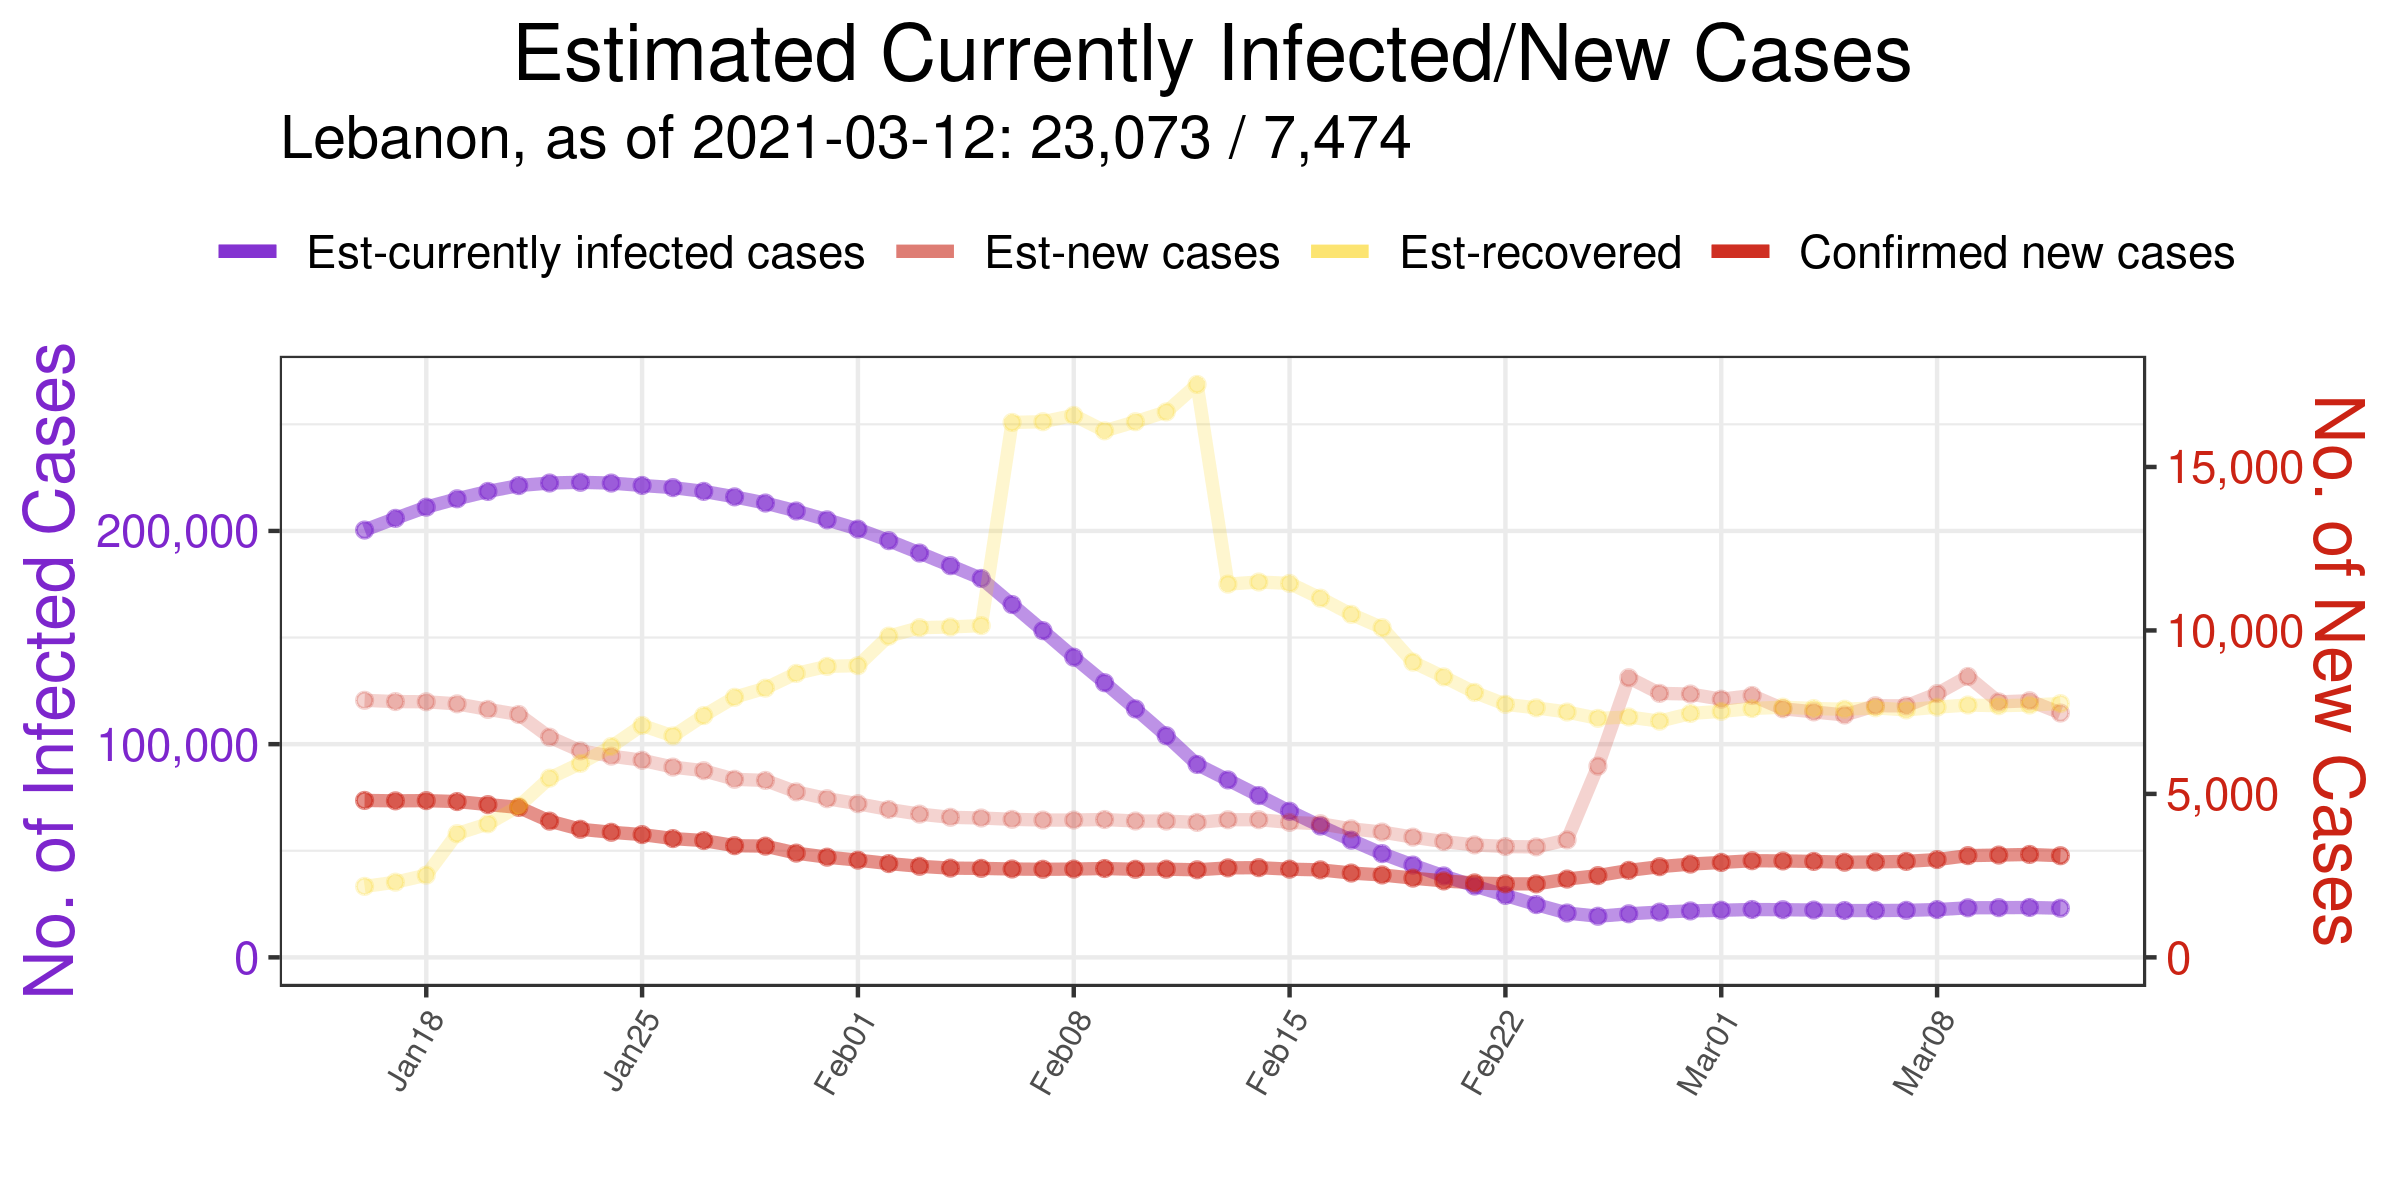 Estimated Currently Infected/New Cases
Lebanon, as of 2021-03-12: 23,073 / 7,474
Est-currently infected cases Est-new cases Est-recovered Confirmed new cases
No. of Infected Cases
200,000
100,000
0
15,000
10,000
5,000
0
No. of New Cases
Jan18 Jan25 Feb01 Feb08 Feb15 Feb22 Mar01 Mar08